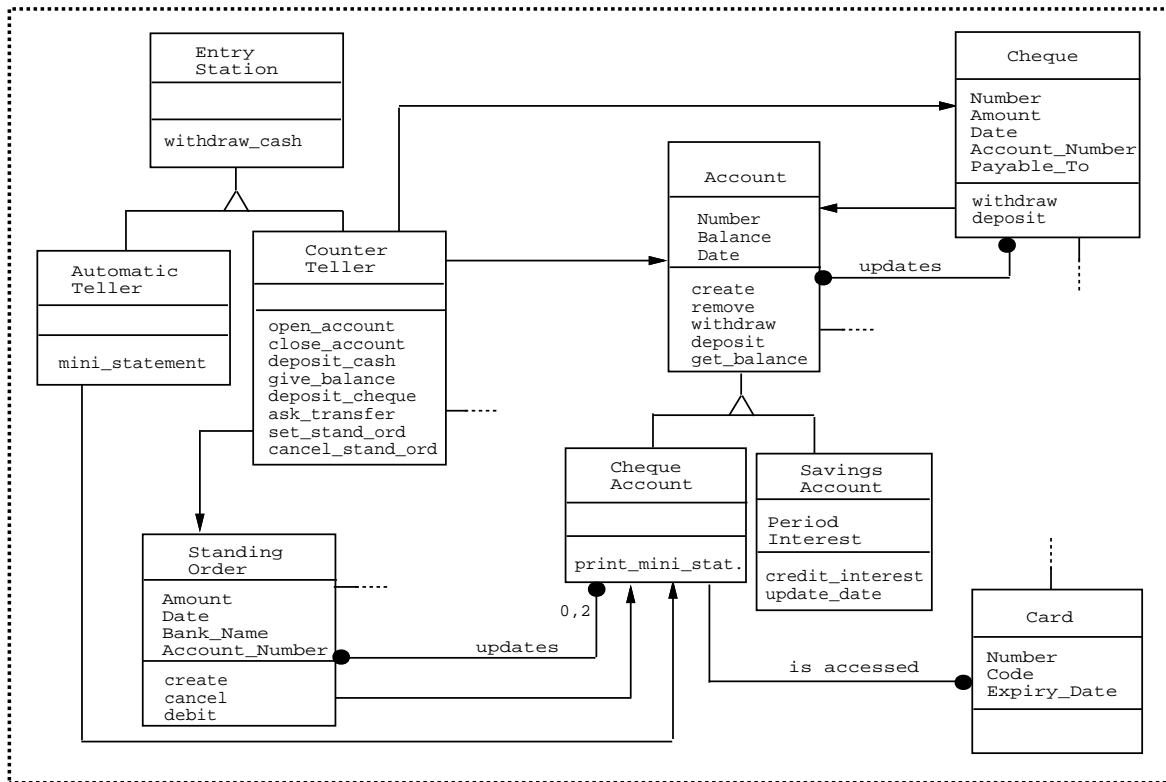 Entry
Station
withdraw_cash
Cheque
Number
Amount
Date
Account_Number
Payable_To
withdraw
deposit
Account
Number
Balance
Date
create
remove
withdraw
deposit
get_balance
updates
Automatic
Teller
mini_statement
Counter
Teller
open_account
close_account
deposit_cash
give_balance
deposit_cheque
ask_transfer
set_stand_ord
cancel_stand_ord
Cheque
Account
print_mini_stat.
Savings
Account
Period
Interest
credit_interest
update_date
Standing
Order
Amount
Date
Bank_Name
Account_Number
create
cancel
debit
0,2
updates
is accessed
Card
Number
Code
Expiry_Date